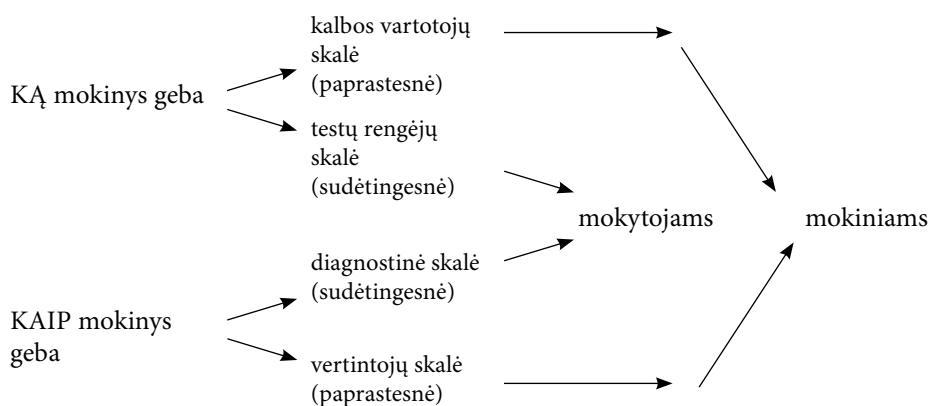 kalbos vartotojų
skalė
(paprastesnė)
KĄ mokinys geba
testų rengėjų
skalė
(sudėtingesnė)
mokytojams
mokiniams
diagnostinė skalė
(sudėtingesnė)
KAIP mokinys
geba
vertintojų skalė
(paprastesnė)